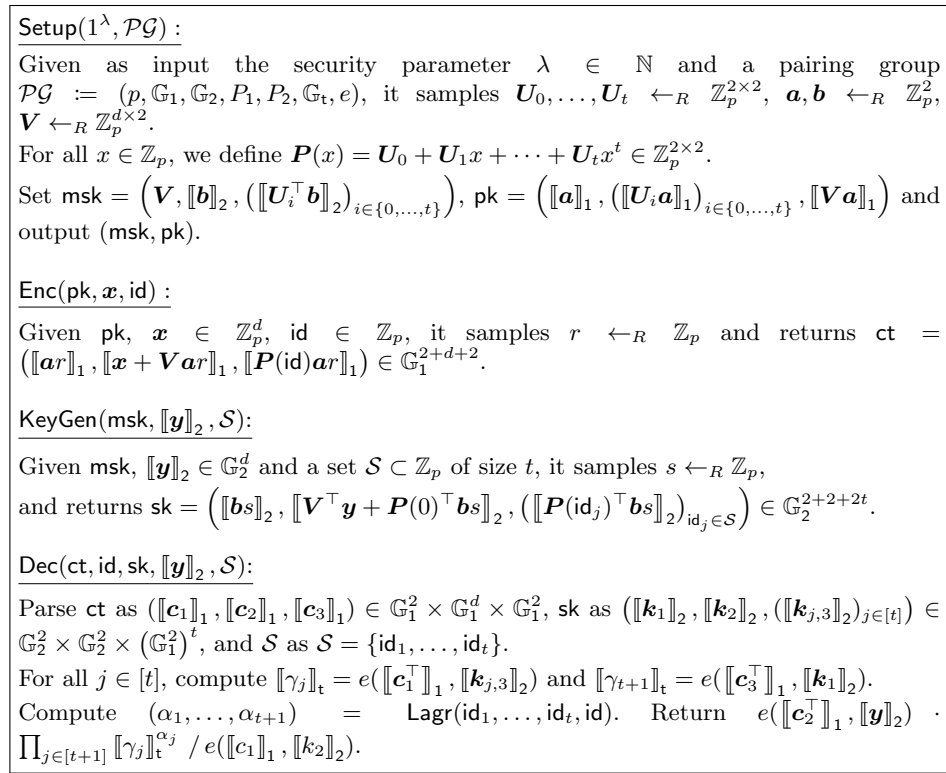 Setup(1^λ, 𝒫𝒢) :
Given as input the security parameter λ ∈ ℕ and a pairing group
𝒫𝒢 := (p, 𝔾₁, 𝔾₂, P₁, P₂, 𝔾ₜ, e), it samples U₀, . . . , Uₜ ←_R ℤ_p^{2×2}, a, b ←_R ℤ_p^2,
V ←_R ℤ_p^{d×2}.
For all x ∈ ℤ_p, we define P(x) = U₀ + U₁x + · · · + Uₜx^t ∈ ℤ_p^{2×2}.
Set msk = (V, ⟦b⟧₂, (⟦U_i^⊤ b⟧₂)_{i∈{0,...,t}}), pk = (⟦a⟧₁, (⟦U_i a⟧₁)_{i∈{0,...,t}}, ⟦Va⟧₁) and
output (msk, pk).
Enc(pk, x, id) :
Given pk, x ∈ ℤ_p^d, id ∈ ℤ_p, it samples r ←_R ℤ_p and returns ct =
(⟦ar⟧₁, ⟦x + Var⟧₁, ⟦P(id)ar⟧₁) ∈ 𝔾₁^{2+d+2}.
KeyGen(msk, ⟦y⟧₂, 𝒮):
Given msk, ⟦y⟧₂ ∈ 𝔾₂^d and a set 𝒮 ⊂ ℤ_p of size t, it samples s ←_R ℤ_p,
and returns sk = (⟦bs⟧₂, ⟦V^⊤ y + P(0)^⊤ bs⟧₂, (⟦P(id_j)^⊤ bs⟧₂)_{id_j∈𝒮}) ∈ 𝔾₂^{2+2+2t}.
Dec(ct, id, sk, ⟦y⟧₂, 𝒮):
Parse ct as (⟦c₁⟧₁, ⟦c₂⟧₁, ⟦c₃⟧₁) ∈ 𝔾₁^2 × 𝔾₁^d × 𝔾₁^2, sk as (⟦k₁⟧₂, ⟦k₂⟧₂, (⟦k_{j,3}⟧₂)_{j∈[t]}) ∈
𝔾₂^2 × 𝔾₂^2 × (𝔾₁^2)^t, and 𝒮 as 𝒮 = {id₁, . . . , idₜ}.
For all j ∈ [t], compute ⟦γ_j⟧ₜ = e(⟦c₁^⊤⟧₁, ⟦k_{j,3}⟧₂) and ⟦γ_{t+1}⟧ₜ = e(⟦c₃^⊤⟧₁, ⟦k₁⟧₂).
Compute (α₁, . . . , α_{t+1}) = Lagr(id₁, . . . , idₜ, id). Return e(⟦c₂^⊤⟧₁, ⟦y⟧₂) ·
∏_{j∈[t+1]} ⟦γ_j⟧ₜ^{α_j} / e(⟦c₁⟧₁, ⟦k₂⟧₂).